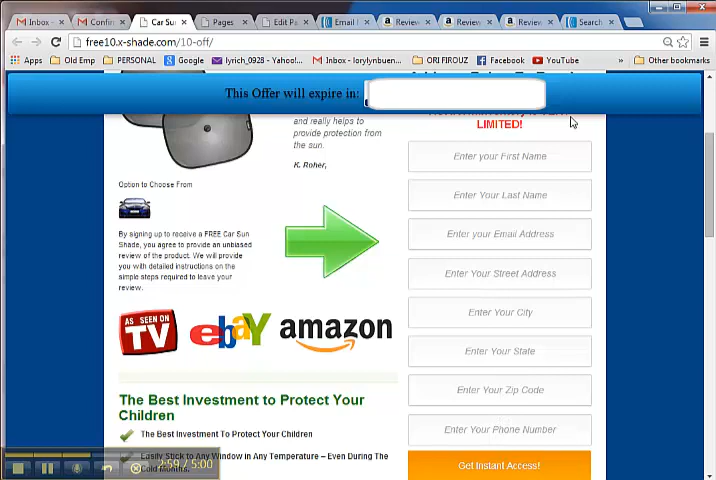 Inbox -
Confirm
Car Sun
Pages
Edit Pa
Email I
Review
Review
Review
Search
free10.x-shade.com/10-off/
Apps
Old Emp
PERSONAL
Google
lyrich_0928 - Yahoo!...
Inbox - lorylynbuen...
ORI FIROUZ
Facebook
YouTube
Other bookmarks
This Offer will expire in:
and really helps to
provide protection from
the sun.
K. Roher,
Option to Choose From
By signing up to receive a FREE Car Sun
Shade, you agree to provide an unbiased
review of the product. We will provide
you with detailed instructions on the
simple steps required to leave your
review.
AS SEEN ON
TV
ebaY
amazon
The Best Investment to Protect Your
Children
The Best Investment To Protect Your Children
Easily Stick to Any Window in Any Temperature – Even During The
Cold Months.
LIMITED!
Enter your First Name
Enter Your Last Name
Enter your Email Address
Enter Your Street Address
Enter Your City
Enter Your State
Enter Your Zip Code
Enter Your Phone Number
Get Instant Access!
2:59 / 5:00